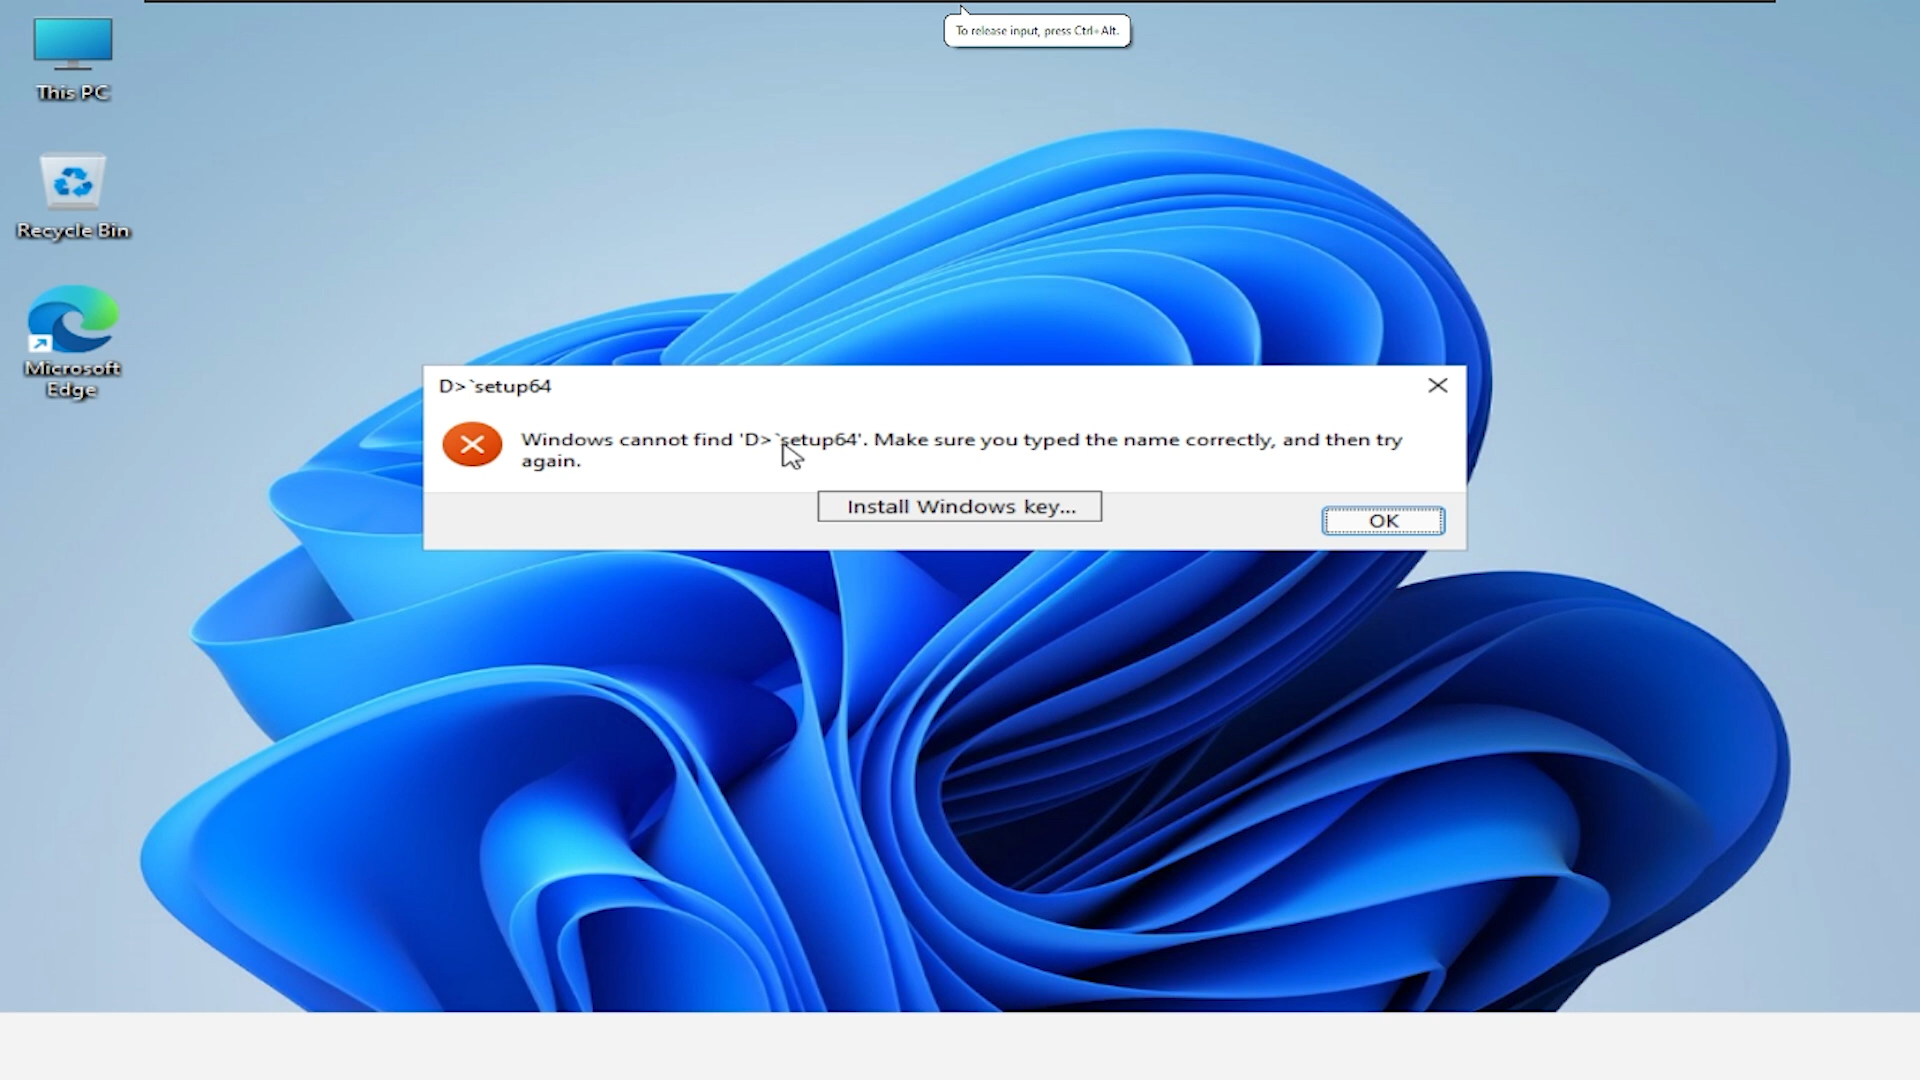 To release input, press Ctrl+Alt.
This PC
Recycle Bin
Microsoft
Edge
D>`setup64
Windows cannot find 'D>`setup64'. Make sure you typed the name correctly, and then try
again.
Install Windows key...
OK